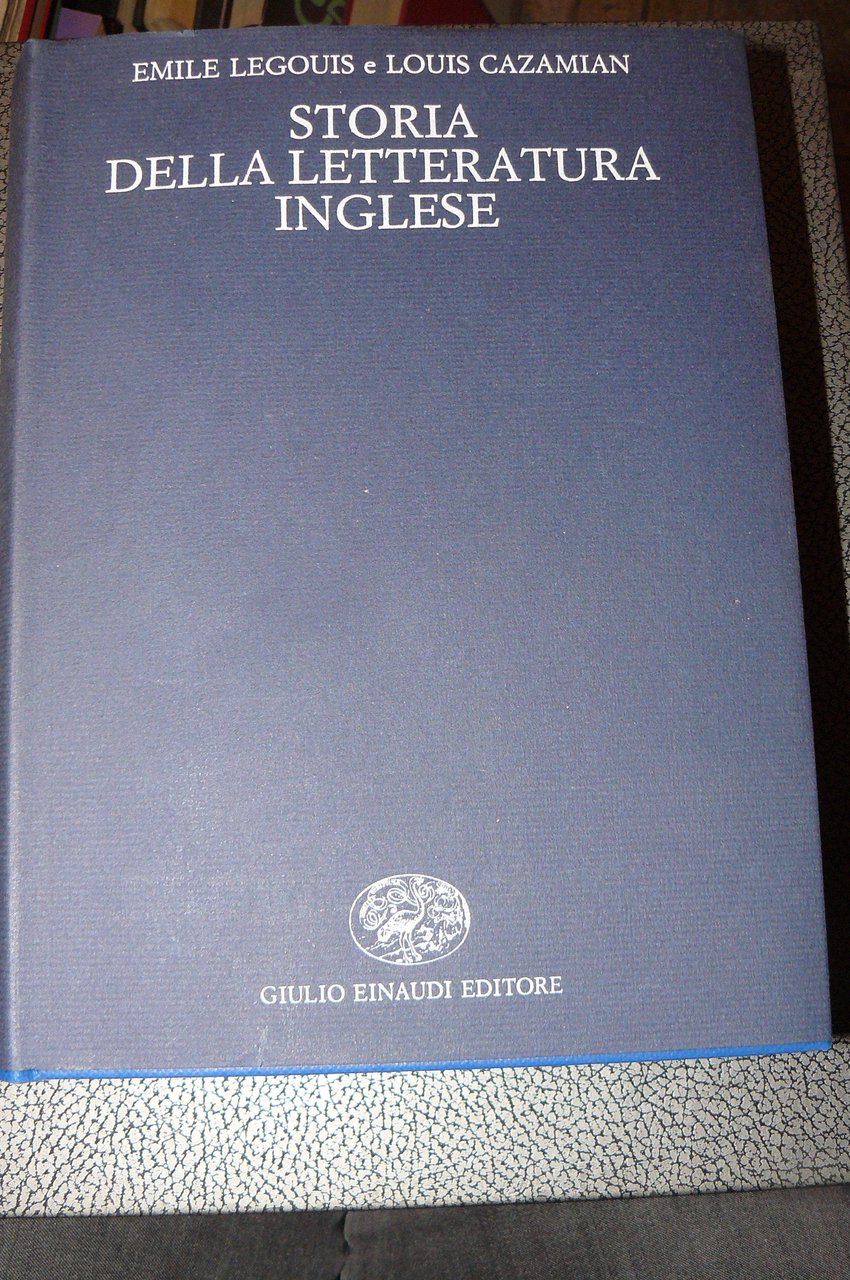 EMILE LEGOUIS e LOUIS CAZAMIAN
STORIA
DELLA LETTERATURA
INGLESE
GIULIO EINAUDI EDITORE